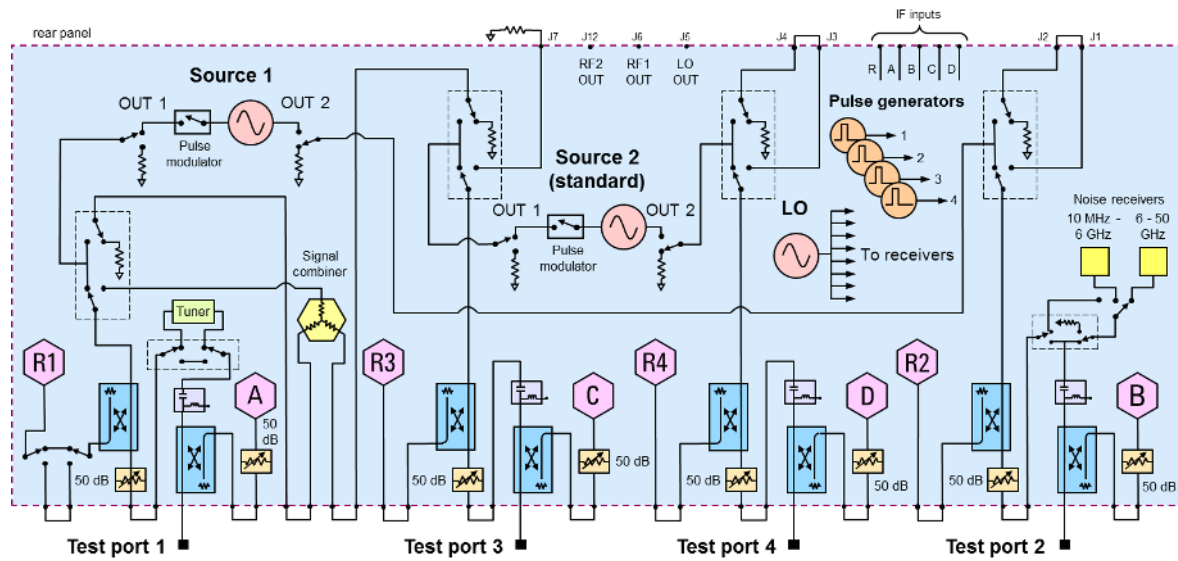 rear panel
J7
J12
J6
J5
J4
J3
IF inputs
J2
J1
RF2
OUT
RF1
OUT
LO
OUT
R
A
B
C
D
Source 1
OUT 1
OUT 2
Pulse
modulator
Pulse generators
1
2
3
4
Source 2
(standard)
OUT 1
OUT 2
Pulse
modulator
LO
To receivers
Noise receivers
10 MHz -
6 GHz
6 - 50
GHz
Signal
combiner
Tuner
R1
A
R3
C
R4
D
R2
B
50
dB
50 dB
50 dB
50 dB
50 dB
50 dB
50 dB
50 dB
Test port 1
Test port 3
Test port 4
Test port 2